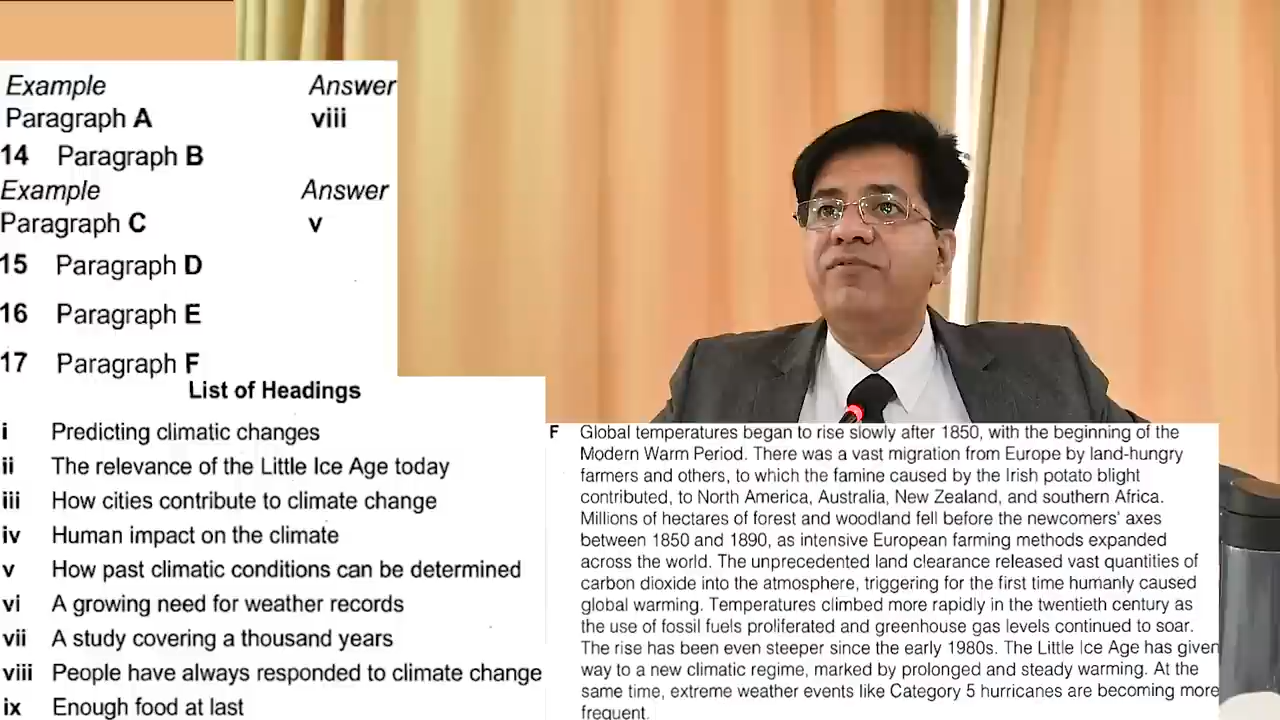 Example Answer
Paragraph A viii
14 Paragraph B
Example Answer
Paragraph C v
15 Paragraph D
16 Paragraph E
17 Paragraph F
List of Headings
i Predicting climatic changes
ii The relevance of the Little Ice Age today
iii How cities contribute to climate change
iv Human impact on the climate
v How past climatic conditions can be determined
vi A growing need for weather records
vii A study covering a thousand years
viii People have always responded to climate change
ix Enough food at last
F Global temperatures began to rise slowly after 1850, with the beginning of the
Modern Warm Period. There was a vast migration from Europe by land-hungry
farmers and others, to which the famine caused by the Irish potato blight
contributed, to North America, Australia, New Zealand, and southern Africa.
Millions of hectares of forest and woodland fell before the newcomers' axes
between 1850 and 1890, as intensive European farming methods expanded
across the world. The unprecedented land clearance released vast quantities of
carbon dioxide into the atmosphere, triggering for the first time humanly caused
global warming. Temperatures climbed more rapidly in the twentieth century as
the use of fossil fuels proliferated and greenhouse gas levels continued to soar.
The rise has been even steeper since the early 1980s. The Little Ice Age has given
way to a new climatic regime, marked by prolonged and steady warming. At the
same time, extreme weather events like Category 5 hurricanes are becoming more
frequent.